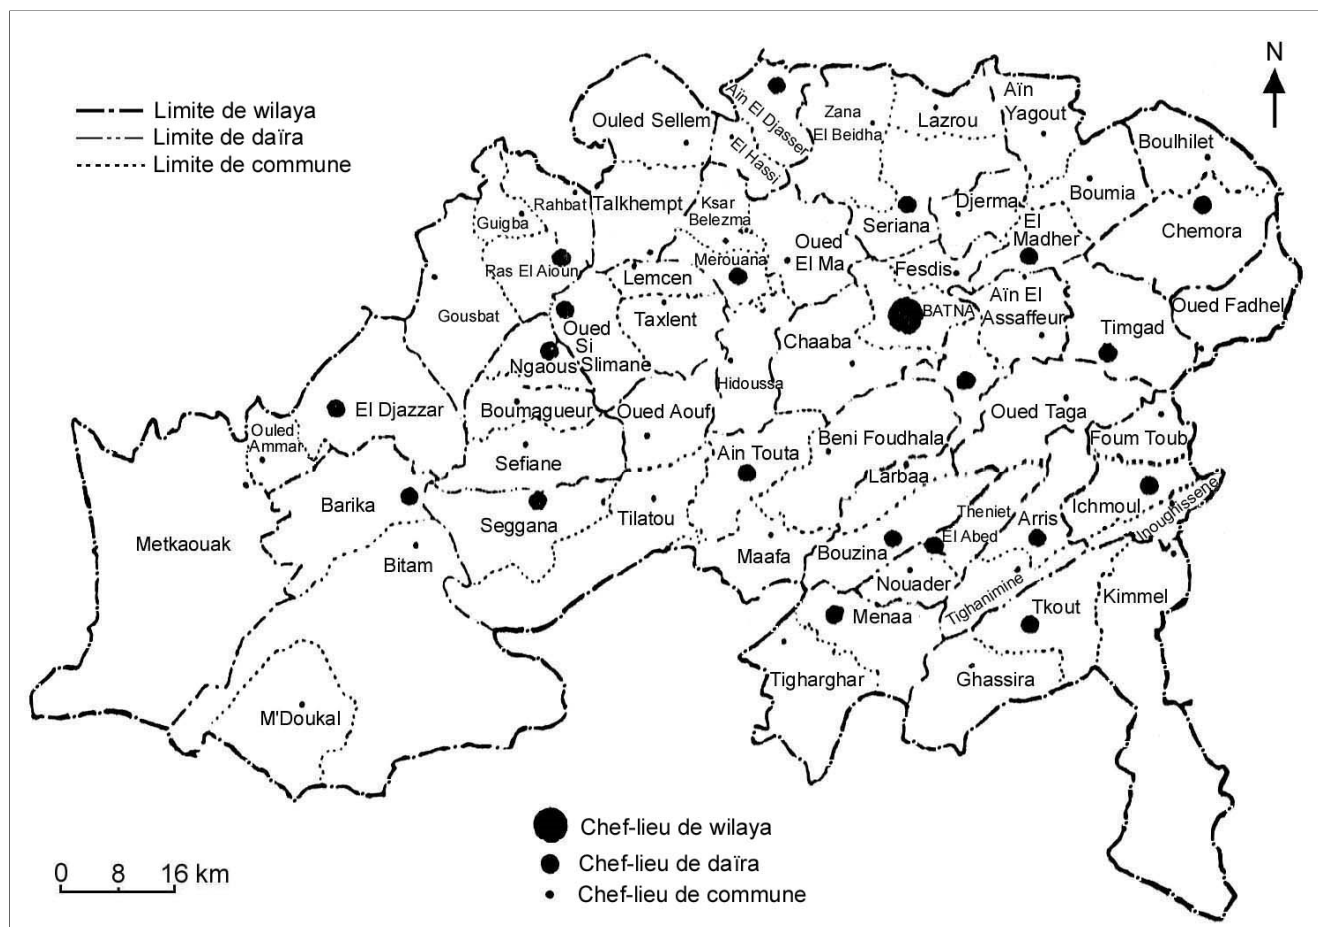 N
Limite de wilaya
Limite de daïra
Limite de commune
Ouled Sellem
Aïn El Djasser
El Hassi
Zana
El Beidha
Lazrou
Aïn
Yagout
Boulhilet
Boumia
Chemora
Djerma
El
Madher
Seriana
Rahbat
Talkhempt
Ksar
Belezma
Guigba
Oued
El Ma
Merouana
Ras El Aioun
Lemcen
Fesdis
Aïn El
Assaffeur
Oued Fadhel
Gousbat
Taxlent
BATNA
Timgad
Oued
Si
Slimane
Chaaba
Ngaous
Hidoussa
El Djazzar
Boumagueur
Oued Aouf
Oued Taga
Ouled
Ammar
Beni Foudhala
Foum Toub
Ain Touta
Sefiane
Larbaa
Barika
Seggana
Tilatou
Theniet
El Abed
Arris
Ichmoul
Inoughissene
Metkaouak
Bitam
Maafa
Bouzina
Nouader
Tighanimine
Kimmel
Menaa
Tkout
Tigharghar
Ghassira
M'Doukal
Chef-lieu de wilaya
Chef-lieu de daïra
Chef-lieu de commune
0 8 16 km